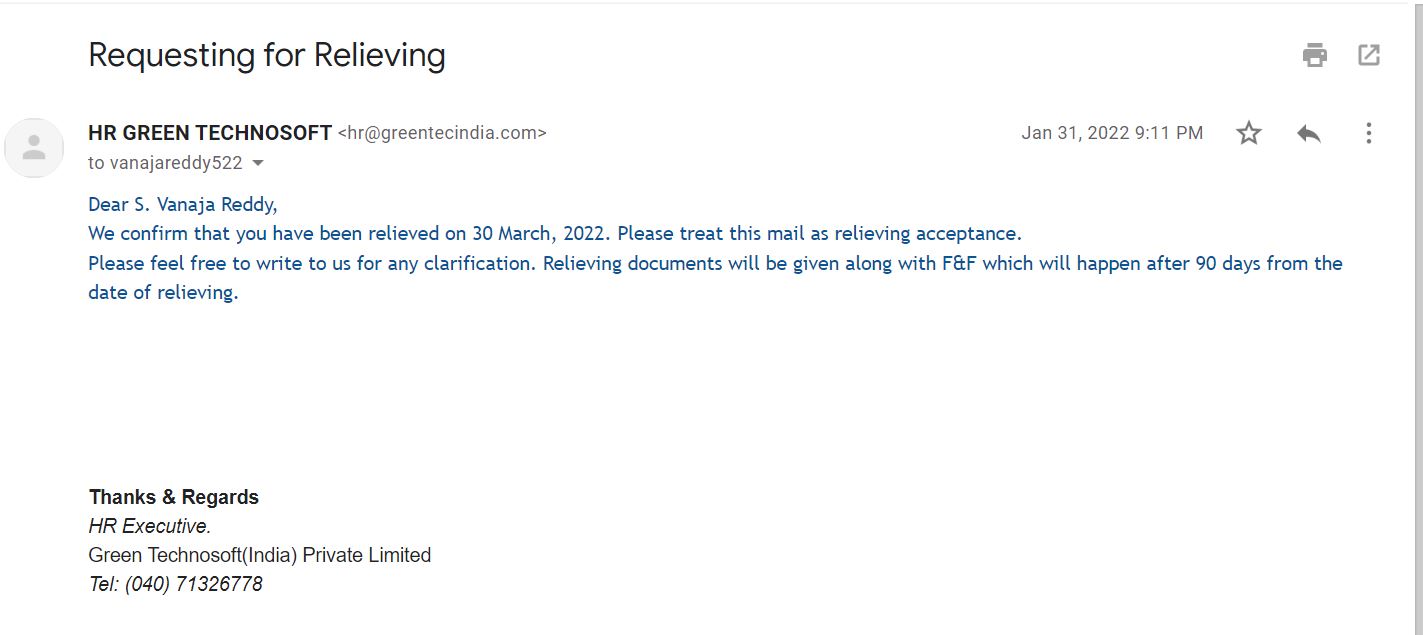 Requesting for Relieving
HR GREEN TECHNOSOFT <hr@greentecindia.com>
Jan 31, 2022 9:11 PM
to vanajareddy522
Dear S. Vanaja Reddy,
We confirm that you have been relieved on 30 March, 2022. Please treat this mail as relieving acceptance.
Please feel free to write to us for any clarification. Relieving documents will be given along with F&F which will happen after 90 days from the
date of relieving.
Thanks & Regards
HR Executive.
Green Technosoft(India) Private Limited
Tel: (040) 71326778